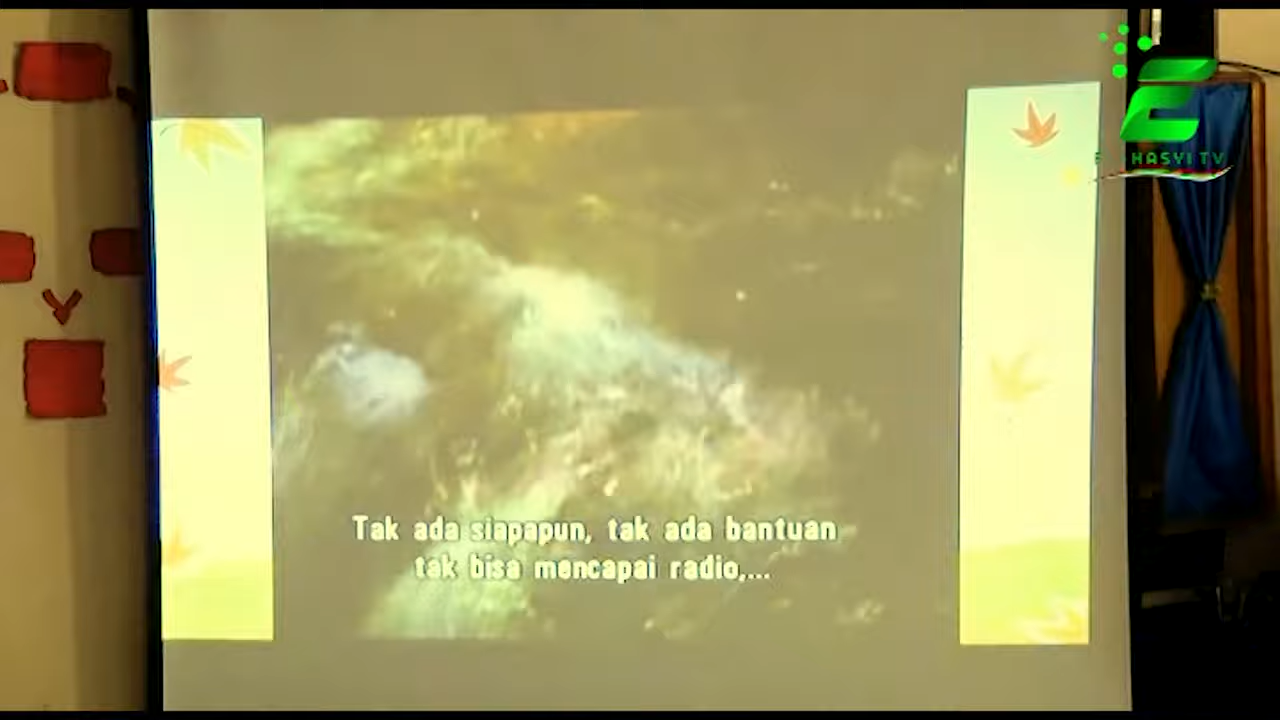 HASYI TV
Tak ada siapapun, tak ada bantuan
tak bisa mencapai radio,...